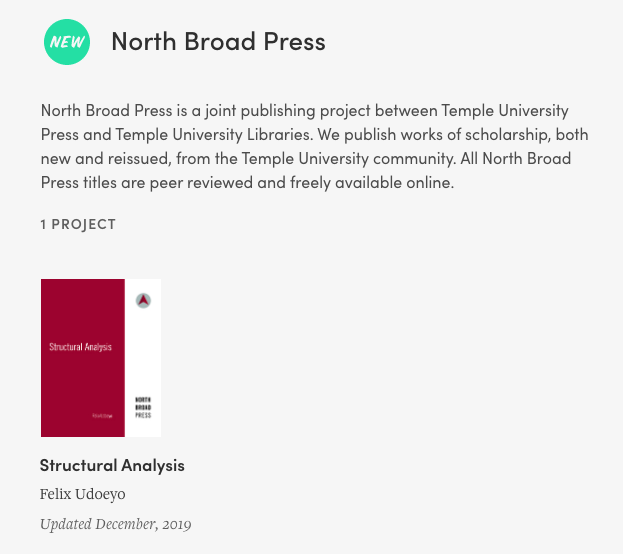 NEW
North Broad Press
North Broad Press is a joint publishing project between Temple University
Press and Temple University Libraries. We publish works of scholarship, both
new and reissued, from the Temple University community. All North Broad
Press titles are peer reviewed and freely available online.
1 PROJECT
Structural Analysis
NORTH
BROAD
PRESS
Structural Analysis
Felix Udoeyo
Updated December, 2019